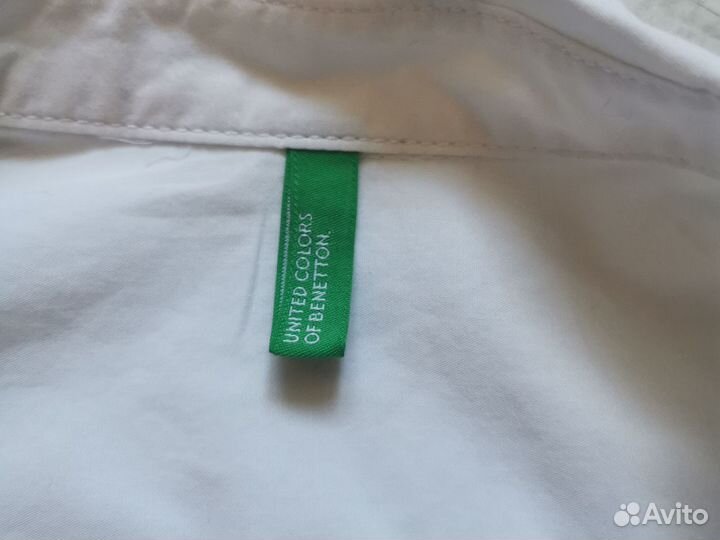 UNITED COLORS
OF BENETTON.
Avito